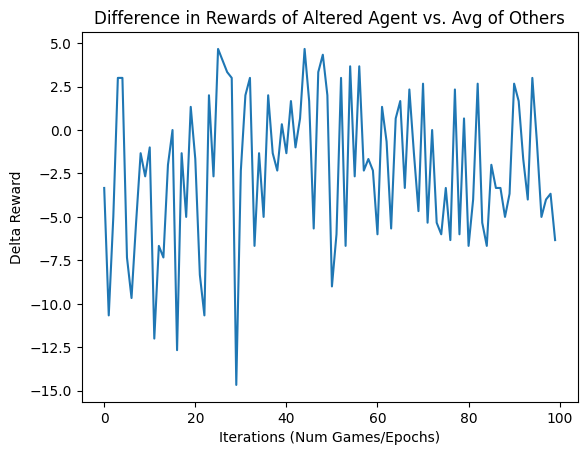 Difference in Rewards of Altered Agent vs. Avg of Others
5.0
2.5
0.0
−2.5
−5.0
−7.5
−10.0
−12.5
−15.0
Delta Reward
0 20 40 60 80 100
Iterations (Num Games/Epochs)